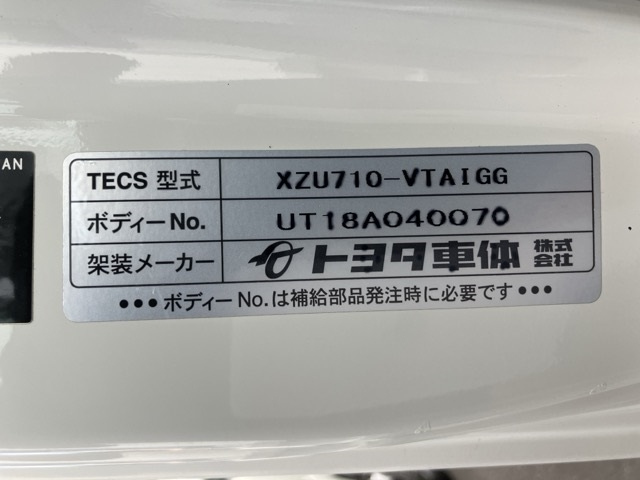 AN
TECS 型式 XZU710-VTAIGG
ボディーNo. UT18A040070
架装メーカー トヨタ車体 株式会社
●●●ボディーNo.は補給部品発注時に必要です●●●